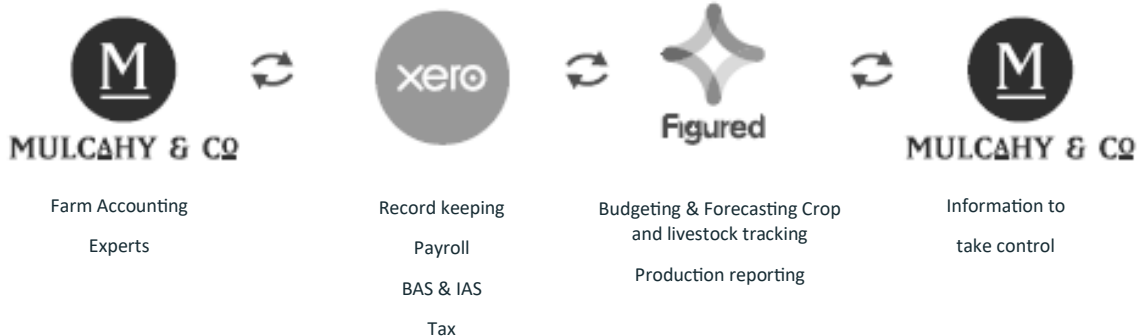 M
MULCAHY & CO
Farm Accounting
Experts
xero
Record keeping
Payroll
BAS & IAS
Tax
Figured
Budgeting & Forecasting Crop
and livestock tracking
Production reporting
M
MULCAHY & CO
Information to
take control